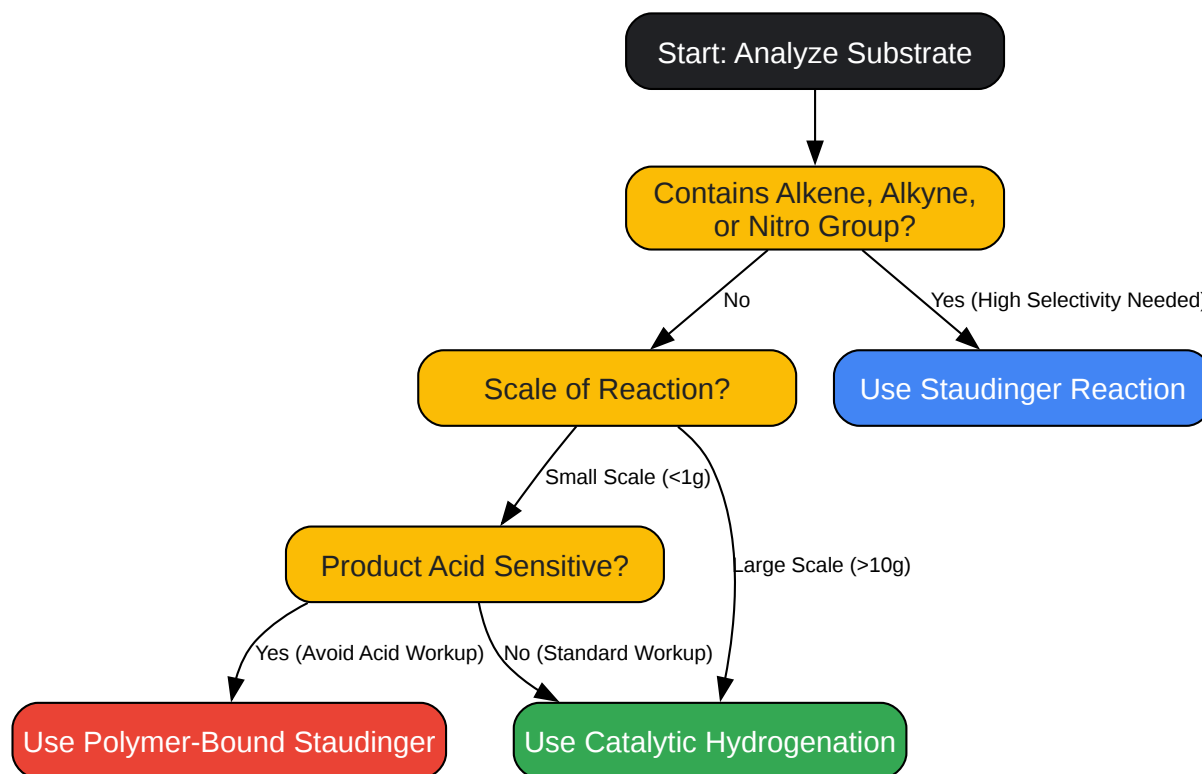 Start: Analyze Substrate
Contains Alkene, Alkyne,
or Nitro Group?
No
Yes (High Selectivity Needed)
Scale of Reaction?
Use Staudinger Reaction
Small Scale (<1g)
Product Acid Sensitive?
Large Scale (>10g)
Yes (Avoid Acid Workup)
No (Standard Workup)
Use Polymer-Bound Staudinger
Use Catalytic Hydrogenation